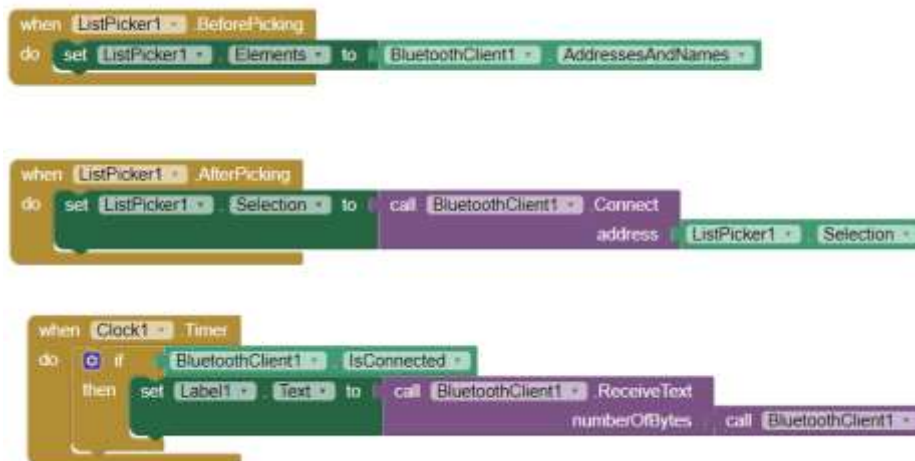 when ListPicker1 .BeforePicking
do set ListPicker1 . Elements to BluetoothClient1 . AddressesAndNames
when ListPicker1 .AfterPicking
do set ListPicker1 . Selection to call BluetoothClient1 .Connect
address ListPicker1 . Selection
when Clock1 .Timer
do if BluetoothClient1 . IsConnected
then set Label1 . Text to call BluetoothClient1 .ReceiveText
numberOfBytes call BluetoothClient1